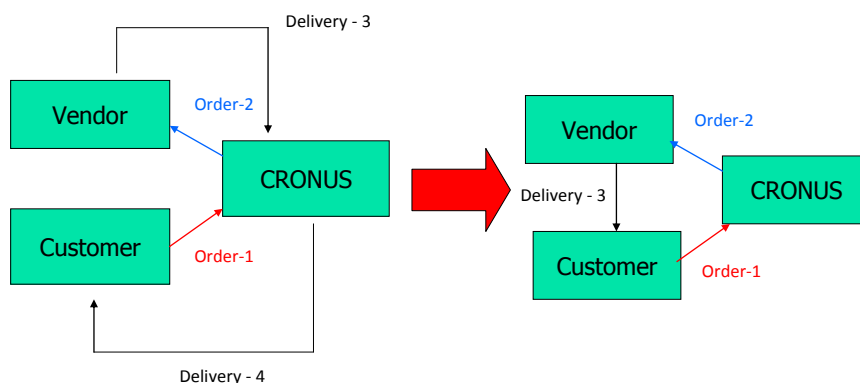 Delivery - 3
Vendor
Order-2
CRONUS
Customer
Order-1
Delivery - 4
Vendor
Order-2
CRONUS
Delivery - 3
Customer
Order-1